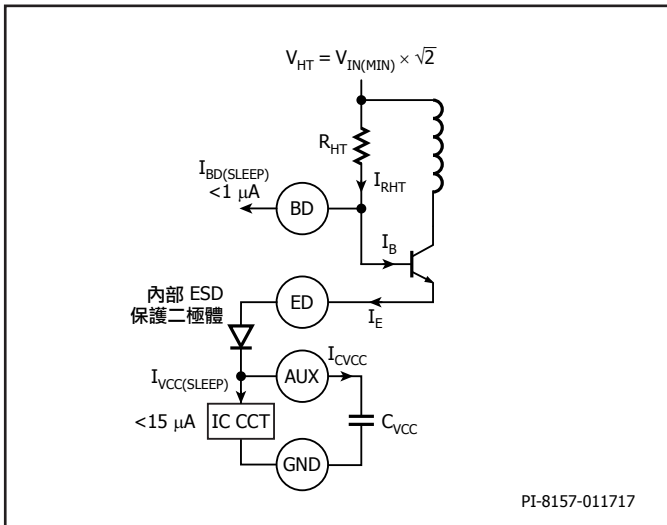 V_HT = V_IN(MIN) × √2
R_HT
I_BD(SLEEP)
<1 μA
I_RHT
BD
I_B
內部 ESD
保護二極體
ED
I_E
I_CVCC
I_VCC(SLEEP)
AUX
<15 μA
IC CCT
C_VCC
GND
PI-8157-011717